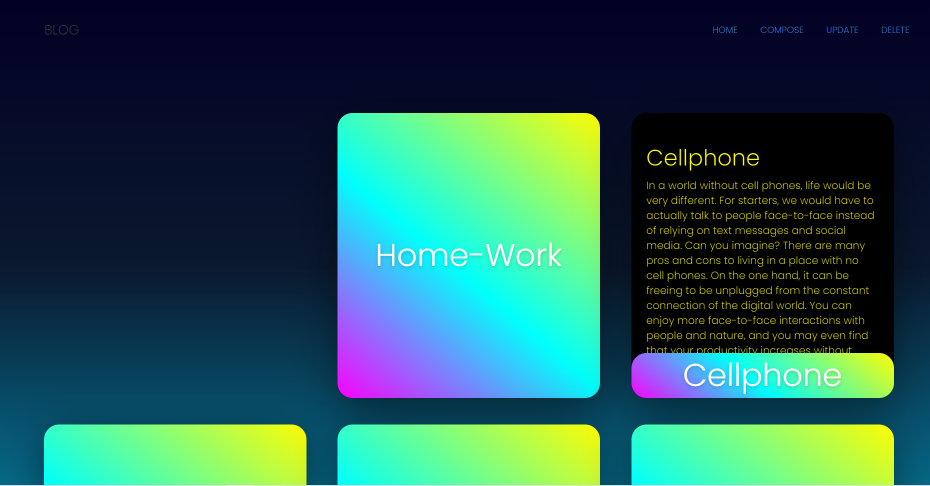 BLOG
HOME
COMPOSE
UPDATE
DELETE
Home-Work
Cellphone
In a world without cell phones, life would be
very different. For starters, we would have to
actually talk to people face-to-face instead
of relying on text messages and social
media. Can you imagine? There are many
pros and cons to living in a place with no
cell phones. On the one hand, it can be
freeing to be unplugged from the constant
connection of the digital world. You can
enjoy more face-to-face interactions with
people and nature, and you may even find
that your productivity increases without
Cellphone